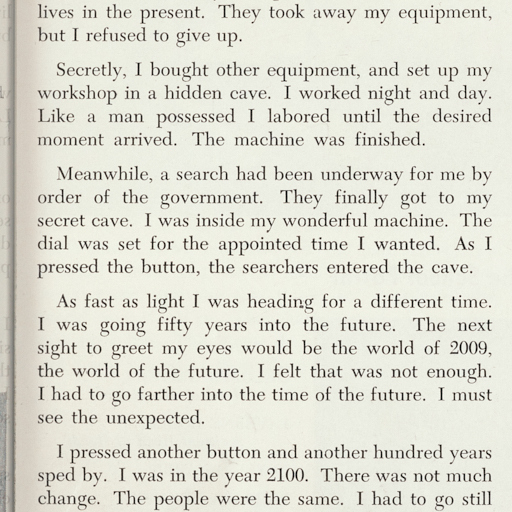 lives in the present. They took away my equipment,
but I refused to give up.
Secretly, I bought other equipment, and set up my
workshop in a hidden cave. I worked night and day.
Like a man possessed I labored until the desired
moment arrived. The machine was finished.
Meanwhile, a search had been underway for me by
order of the government. They finally got to my
secret cave. I was inside my wonderful machine. The
dial was set for the appointed time I wanted. As I
pressed the button, the searchers entered the cave.
As fast as light I was heading for a different time.
I was going fifty years into the future. The next
sight to greet my eyes would be the world of 2009,
the world of the future. I felt that was not enough.
I had to go farther into the time of the future. I must
see the unexpected.
I pressed another button and another hundred years
sped by. I was in the year 2100. There was not much
change. The people were the same. I had to go still